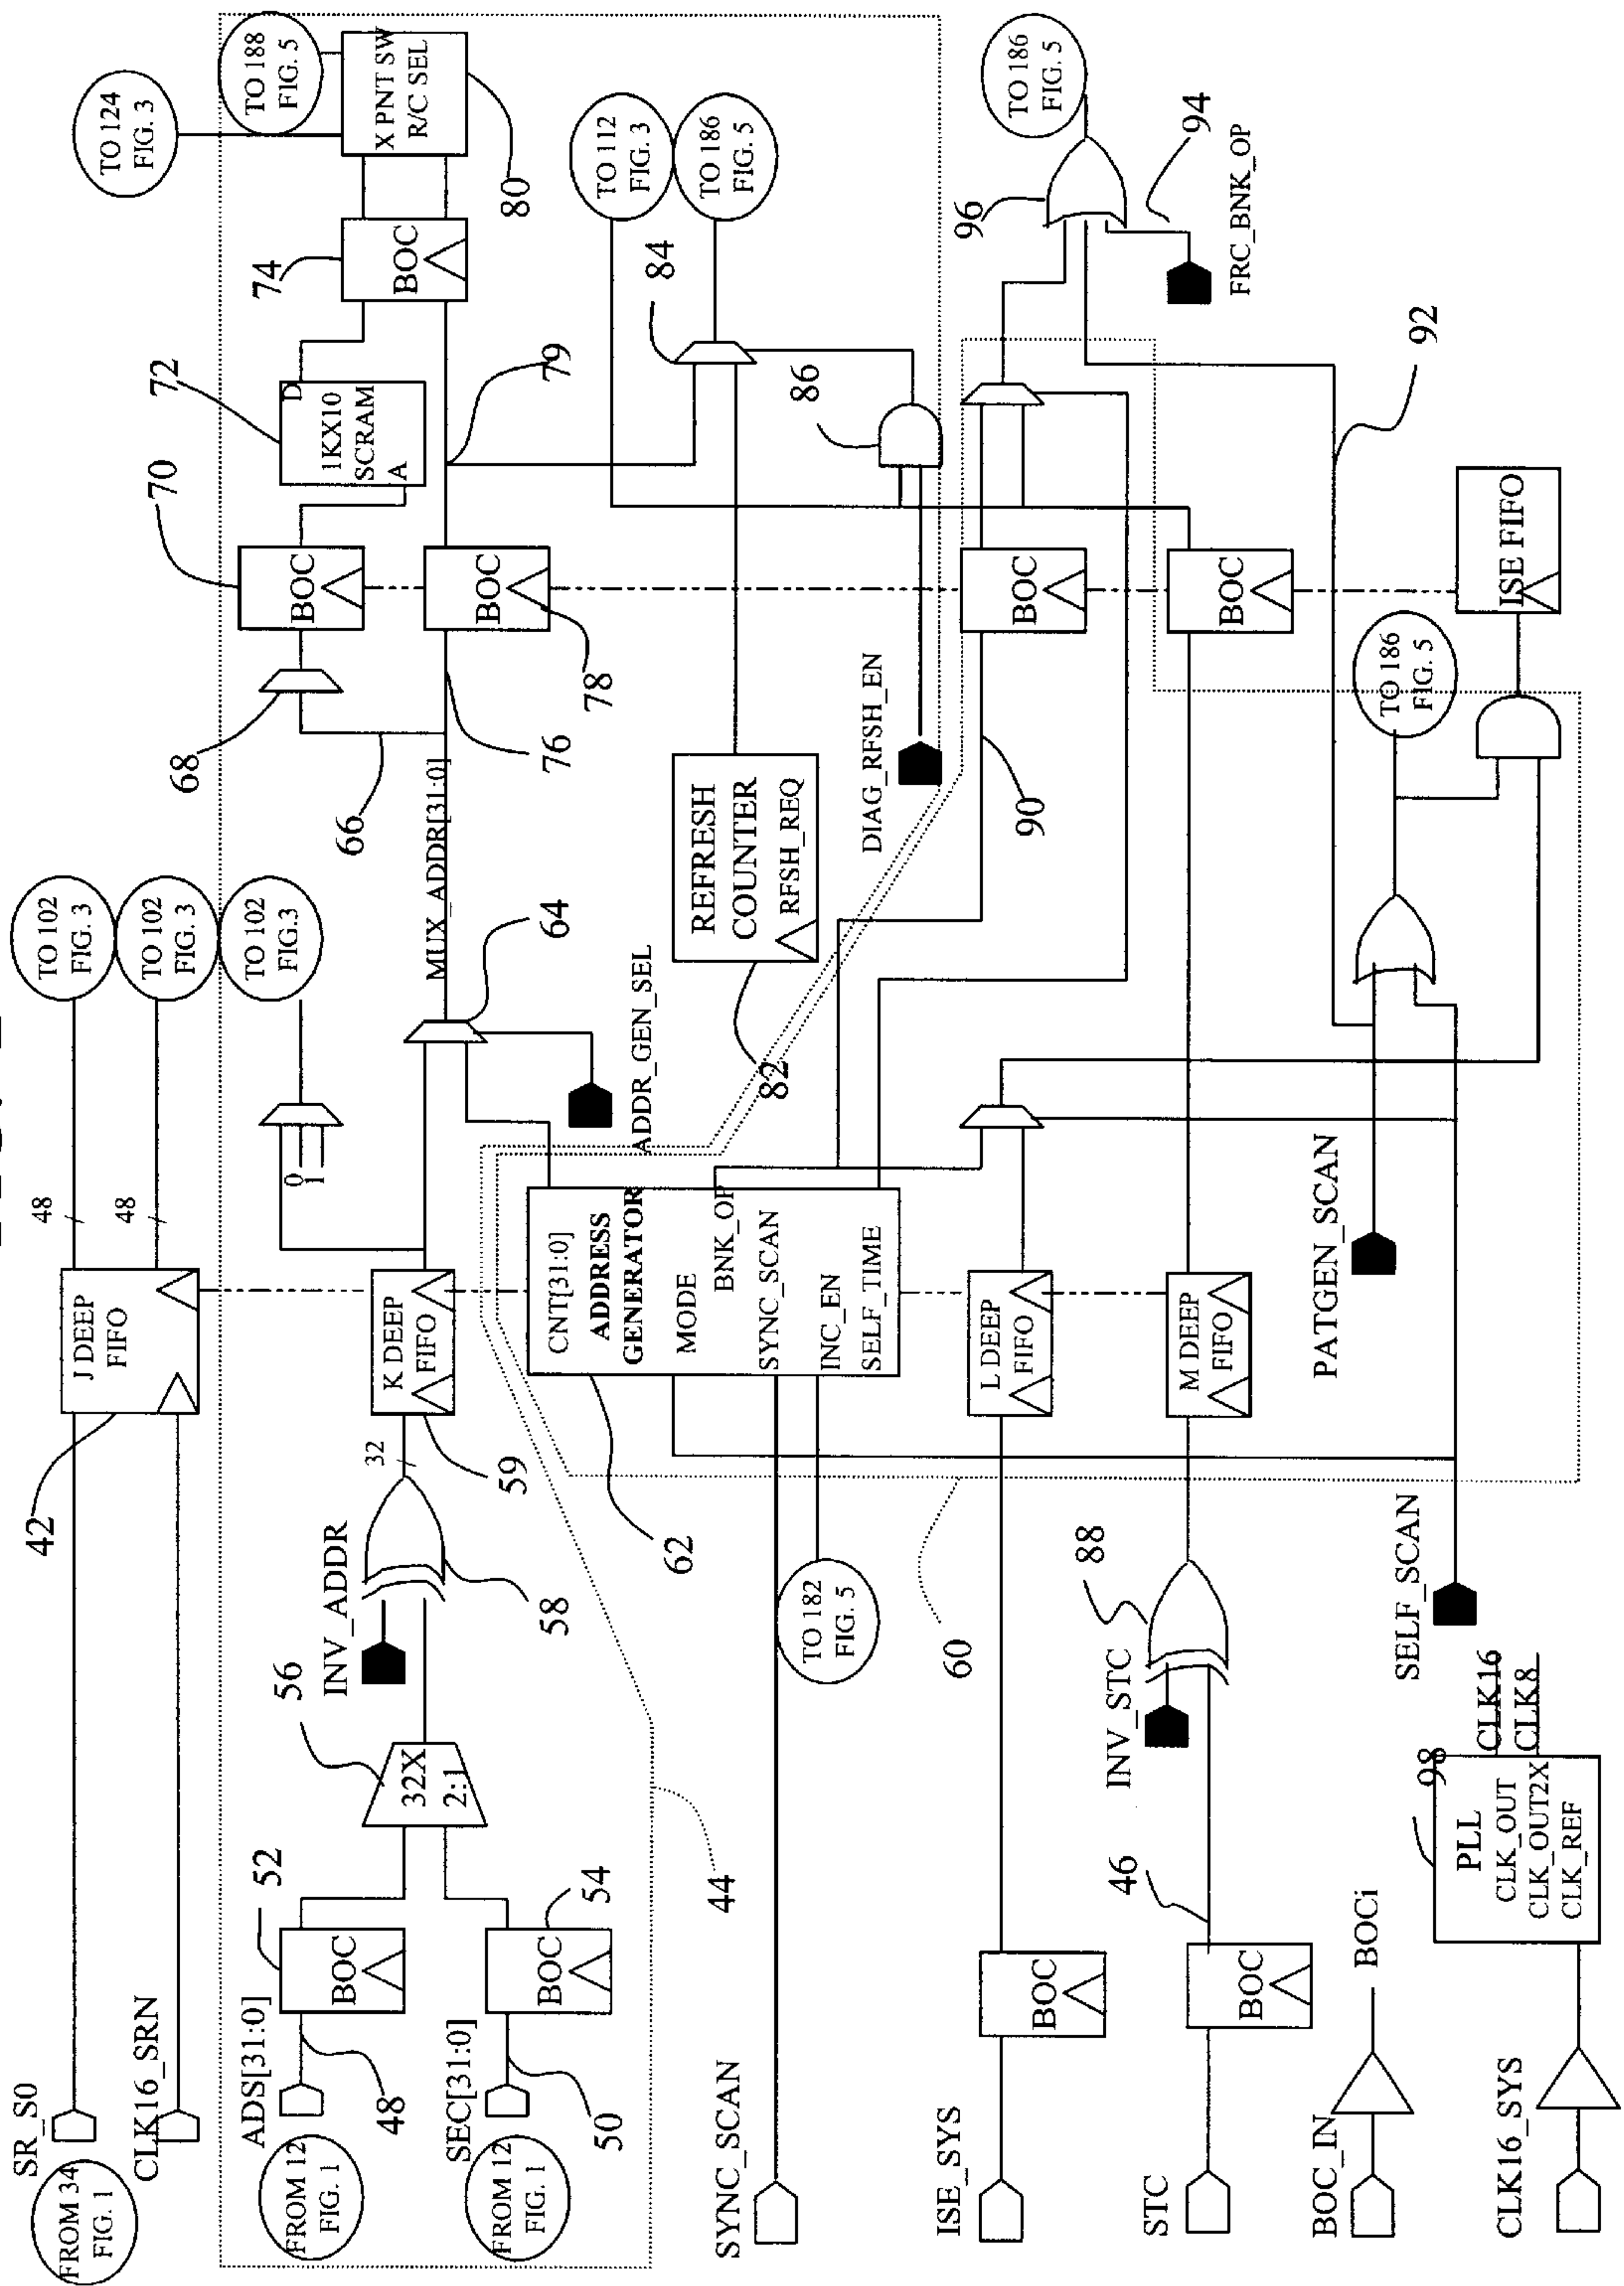 SR_S0
FROM 34
FIG. 1
CLK16_SRN
42
J DEEP
FIFO
48
48
TO 102
FIG. 3
TO 102
FIG. 3
TO 102
FIG.3
0
1
ADS[31:0]
FROM 12
FIG. 1
48
BOC
52
SEC[31:0]
FROM 12
FIG. 1
50
BOC
54
56
32X
2:1
INV_ADDR
58
32
K DEEP
FIFO
59
64
ADDR_GEN_SEL
MUX_ADDR[31:0]
66
68
70
BOC
72
1KX10
SCRAM
A
D
74
BOC
76
BOC
78
79
X PNT SW
R/C SEL
80
TO 124
FIG. 3
TO 188
FIG. 5
TO 112
FIG. 3
TO 186
FIG. 5
84
86
REFRESH
COUNTER
RFSH_REQ
82
DIAG_RFSH_EN
44
SYNC_SCAN
CNT[31:0]
ADDRESS
GENERATOR
MODE
BNK_OP
SYNC_SCAN
INC_EN
SELF_TIME
62
TO 182
FIG. 5
60
ISE_SYS
BOC
L DEEP
FIFO
90
BOC
96
TO 186
FIG. 5
94
FRC_BNK_OP
STC
BOC
46
INV_STC
88
M DEEP
FIFO
BOC
92
PATGEN_SCAN
TO 186
FIG. 5
SELF_SCAN
ISE FIFO
BOC_IN
BOCi
CLK16_SYS
98
PLL
CLK_OUT
CLK_OUT2X
CLK_REF
CLK16
CLK8